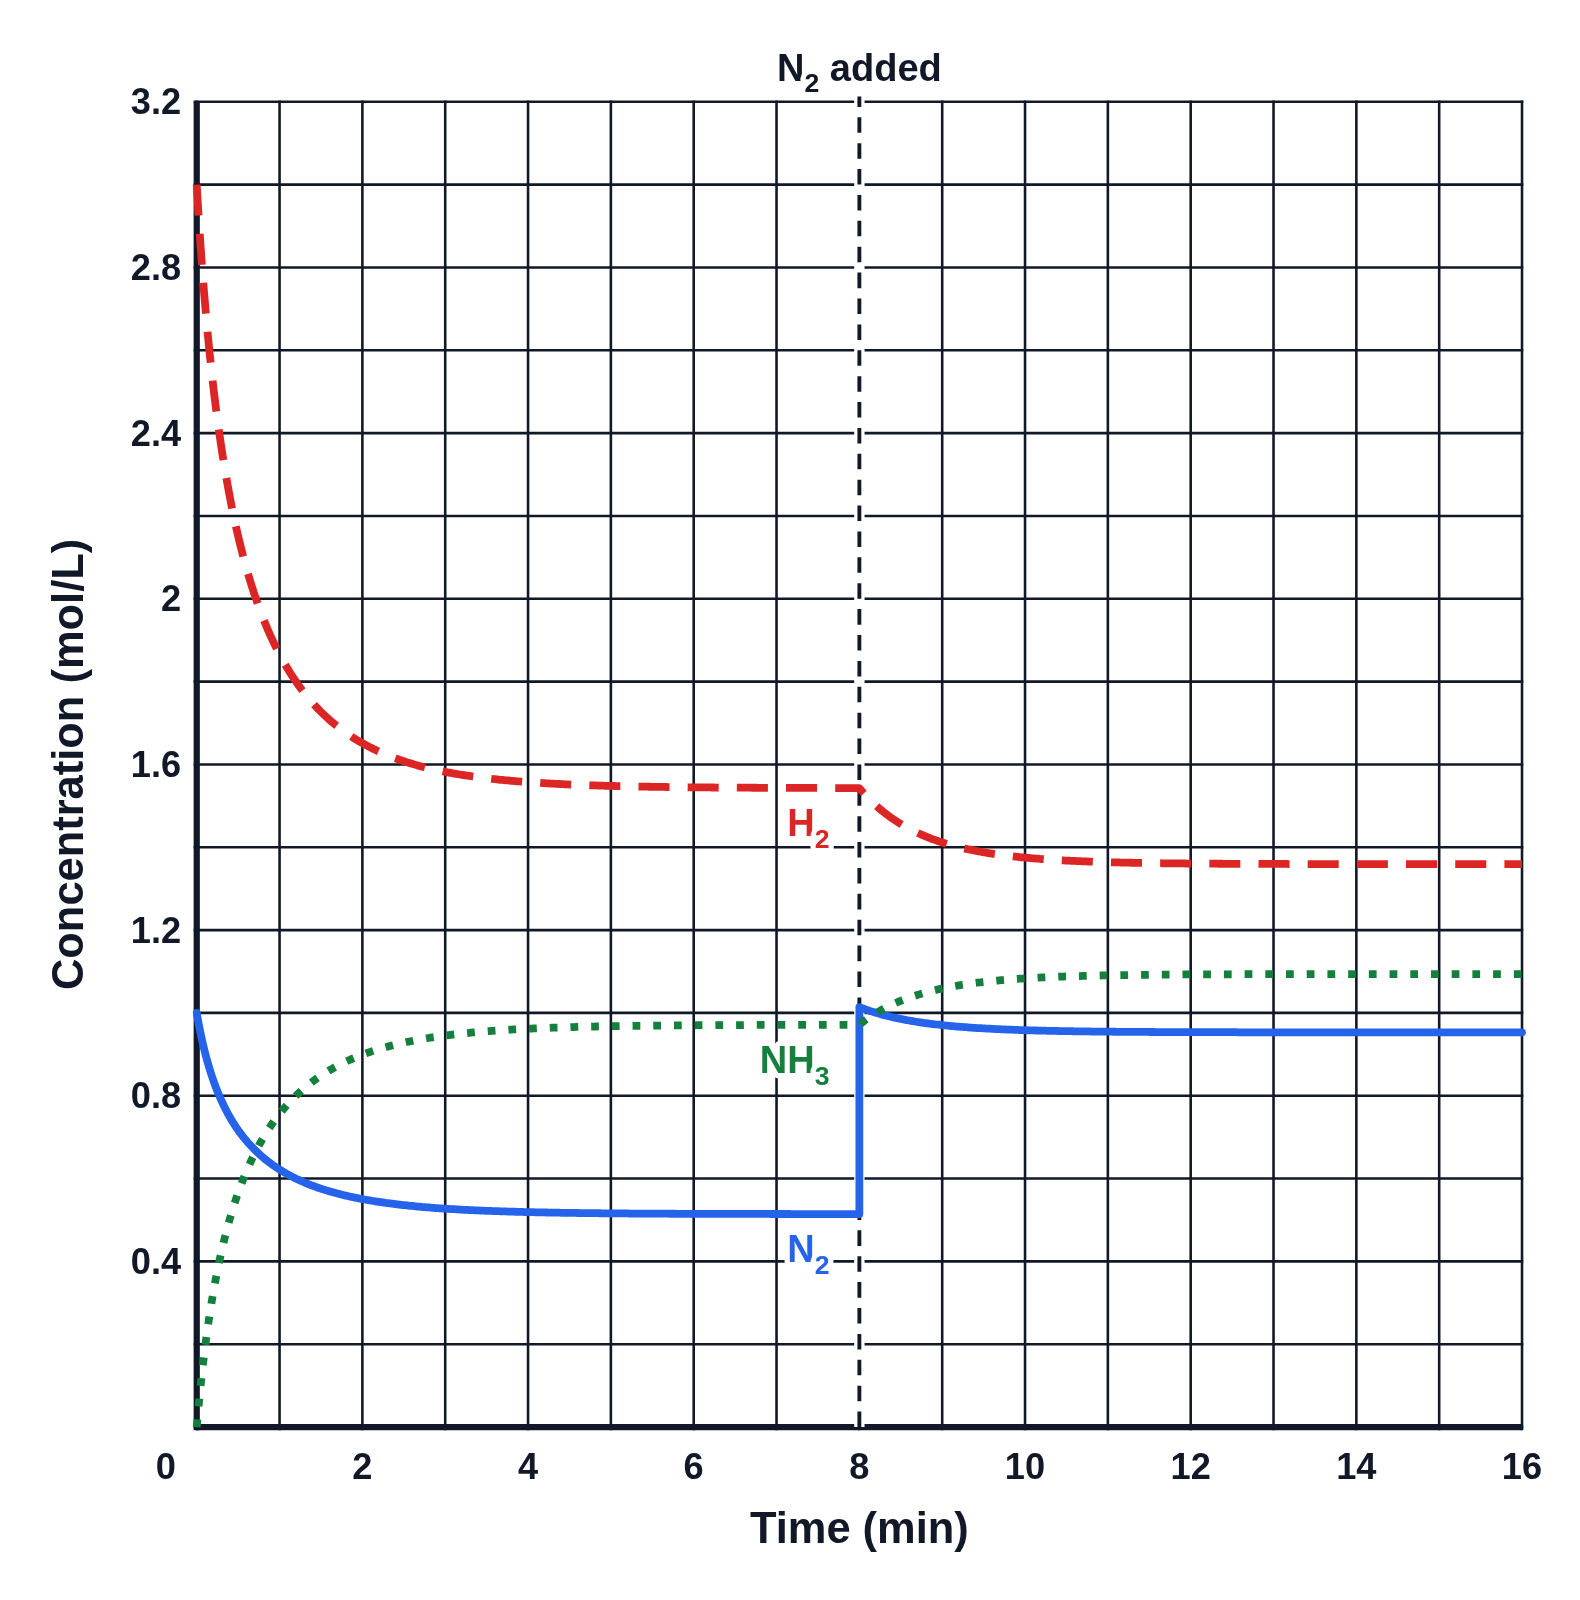 N₂ added
3.2
2.8
2.4
2
1.6
1.2
0.8
0.4
Concentration (mol/L)
H₂
NH₃
N₂
0 2 4 6 8 10 12 14 16
Time (min)